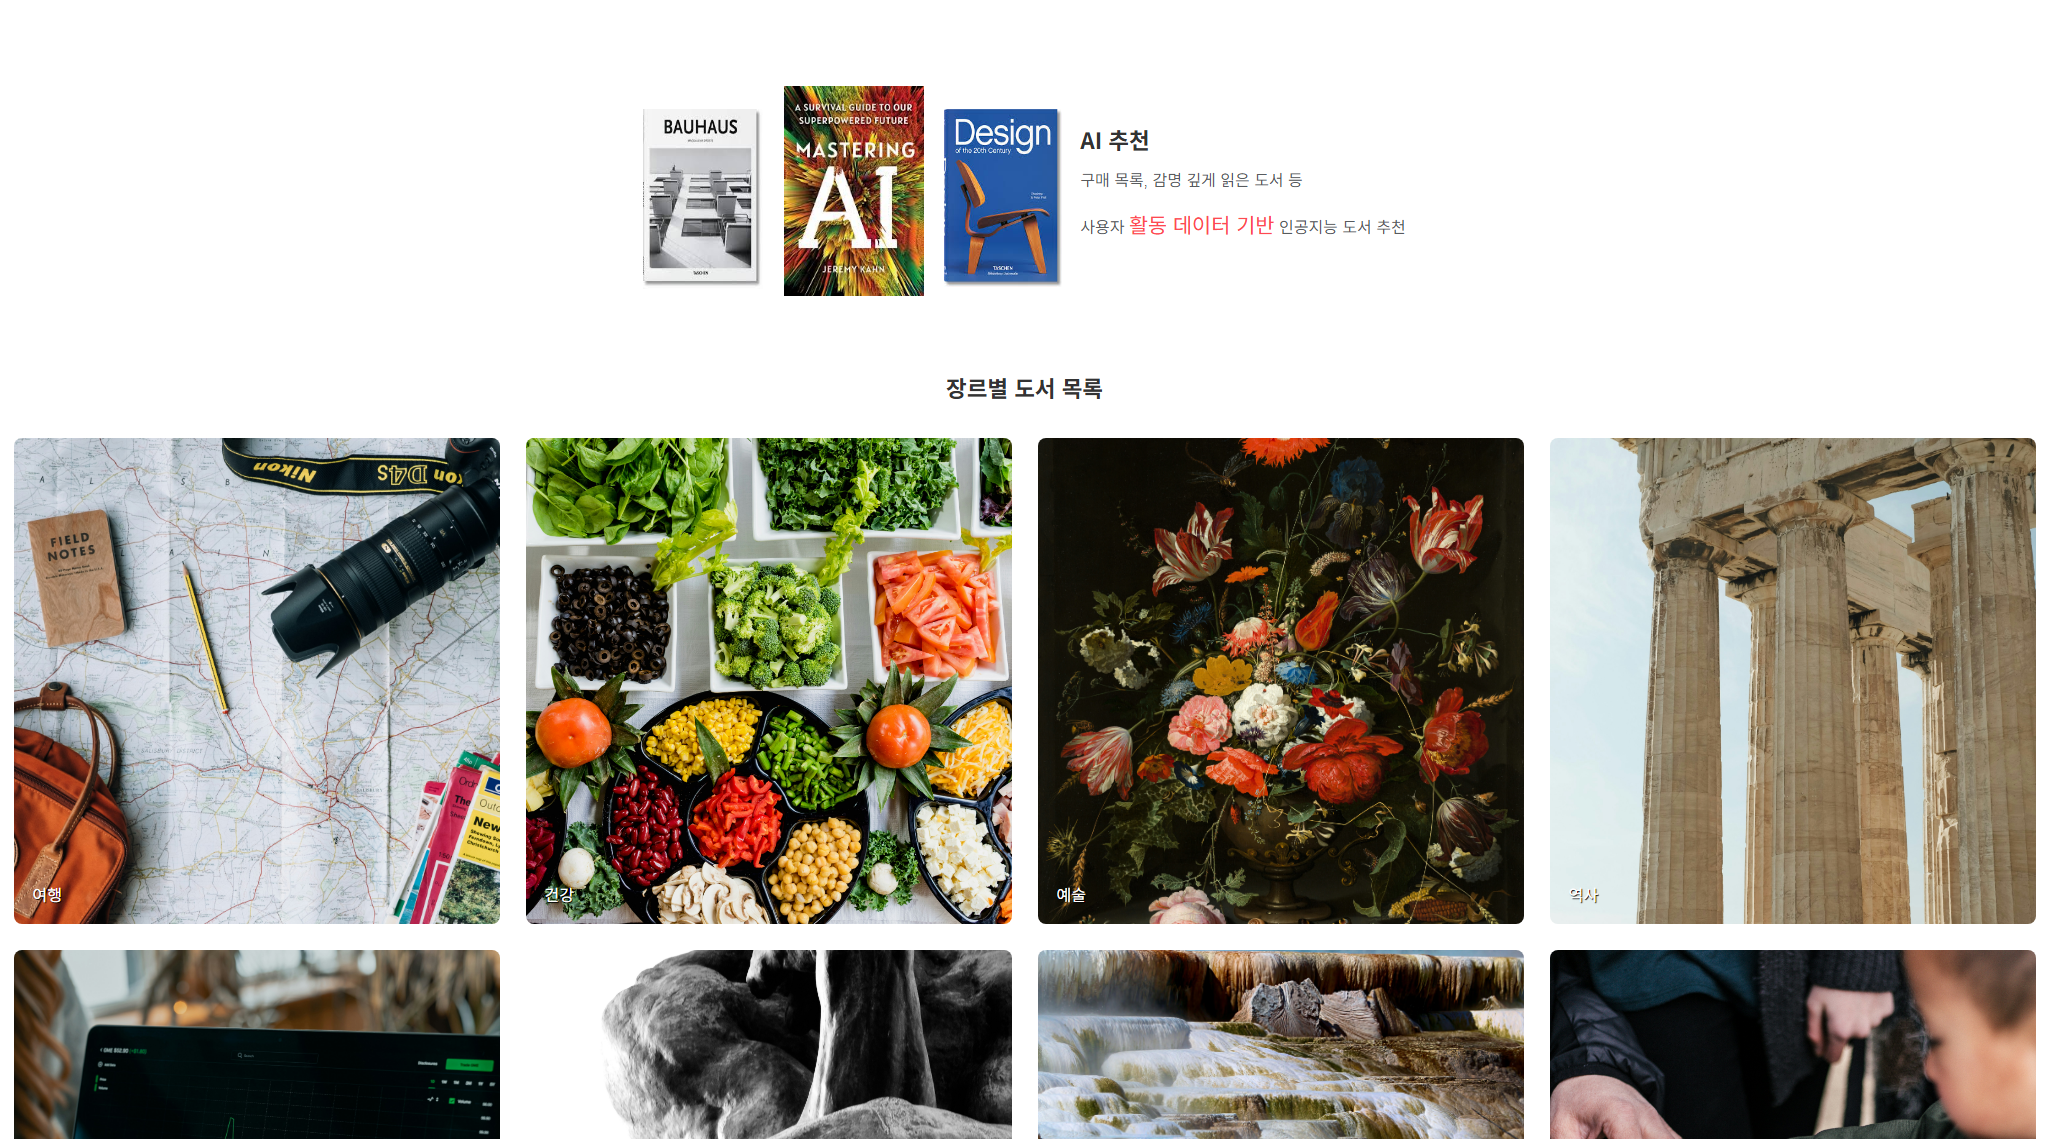 BAUHAUS
TASCHEN
A SURVIVAL GUIDE TO OUR
SUPERPOWERED FUTURE
MASTERING
AI
JEREMY KAHN
Design
of the 20th Century
TASCHEN
AI 추천
구매 목록, 감명 깊게 읽은 도서 등
사용자 활동 데이터 기반 인공지능 도서 추천
장르별 도서 목록
Nikon
D4S
FIELD
NOTES
여행
건강
예술
역사